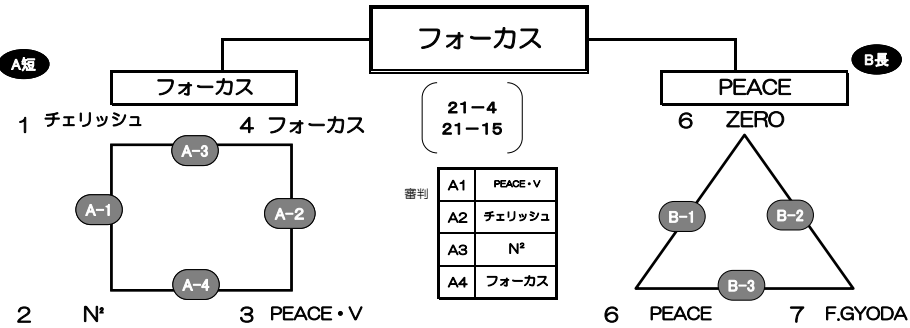 フォーカス
A短
B長
フォーカス
PEACE
21-4
21-15
1 チェリッシュ
4 フォーカス
6 ZERO
A-3
審判
A1 PEACE・V
A2 チェリッシュ
A3 N²
A4 フォーカス
A-1
A-2
B-1
B-2
A-4
B-3
2 N²
3 PEACE・V
6 PEACE
7 F.GYODA